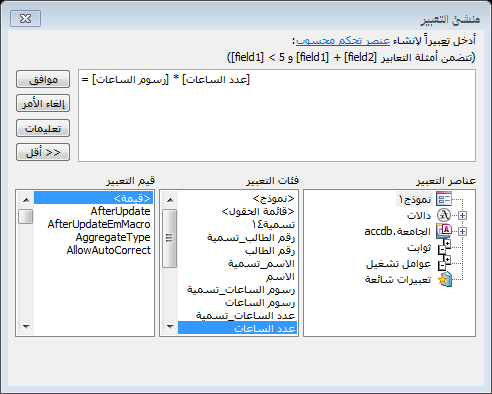 منشئ التعبير
أدخل تعبيراً لإنشاء عنصر تحكم محسوب:
(تتضمن أمثلة التعابير [field1] + [field2] و [field1] < 5)
= [رسوم الساعات] * [عدد الساعات]
موافق
إلغاء الأمر
تعليمات
<< أقل
عناصر التعبير
نموذج١
دالات
الجامعة.accdb
ثوابت
عوامل تشغيل
تعبيرات شائعة
فئات التعبير
<نموذج>
<قائمة الحقول>
تسمية١٤
رقم الطالب_تسمية
رقم الطالب
الاسم_تسمية
الاسم
رسوم الساعات_تسمية
رسوم الساعات
عدد الساعات_تسمية
عدد الساعات
قيم التعبير
<قيمة>
AfterUpdate
AfterUpdateEmMacro
AggregateType
AllowAutoCorrect